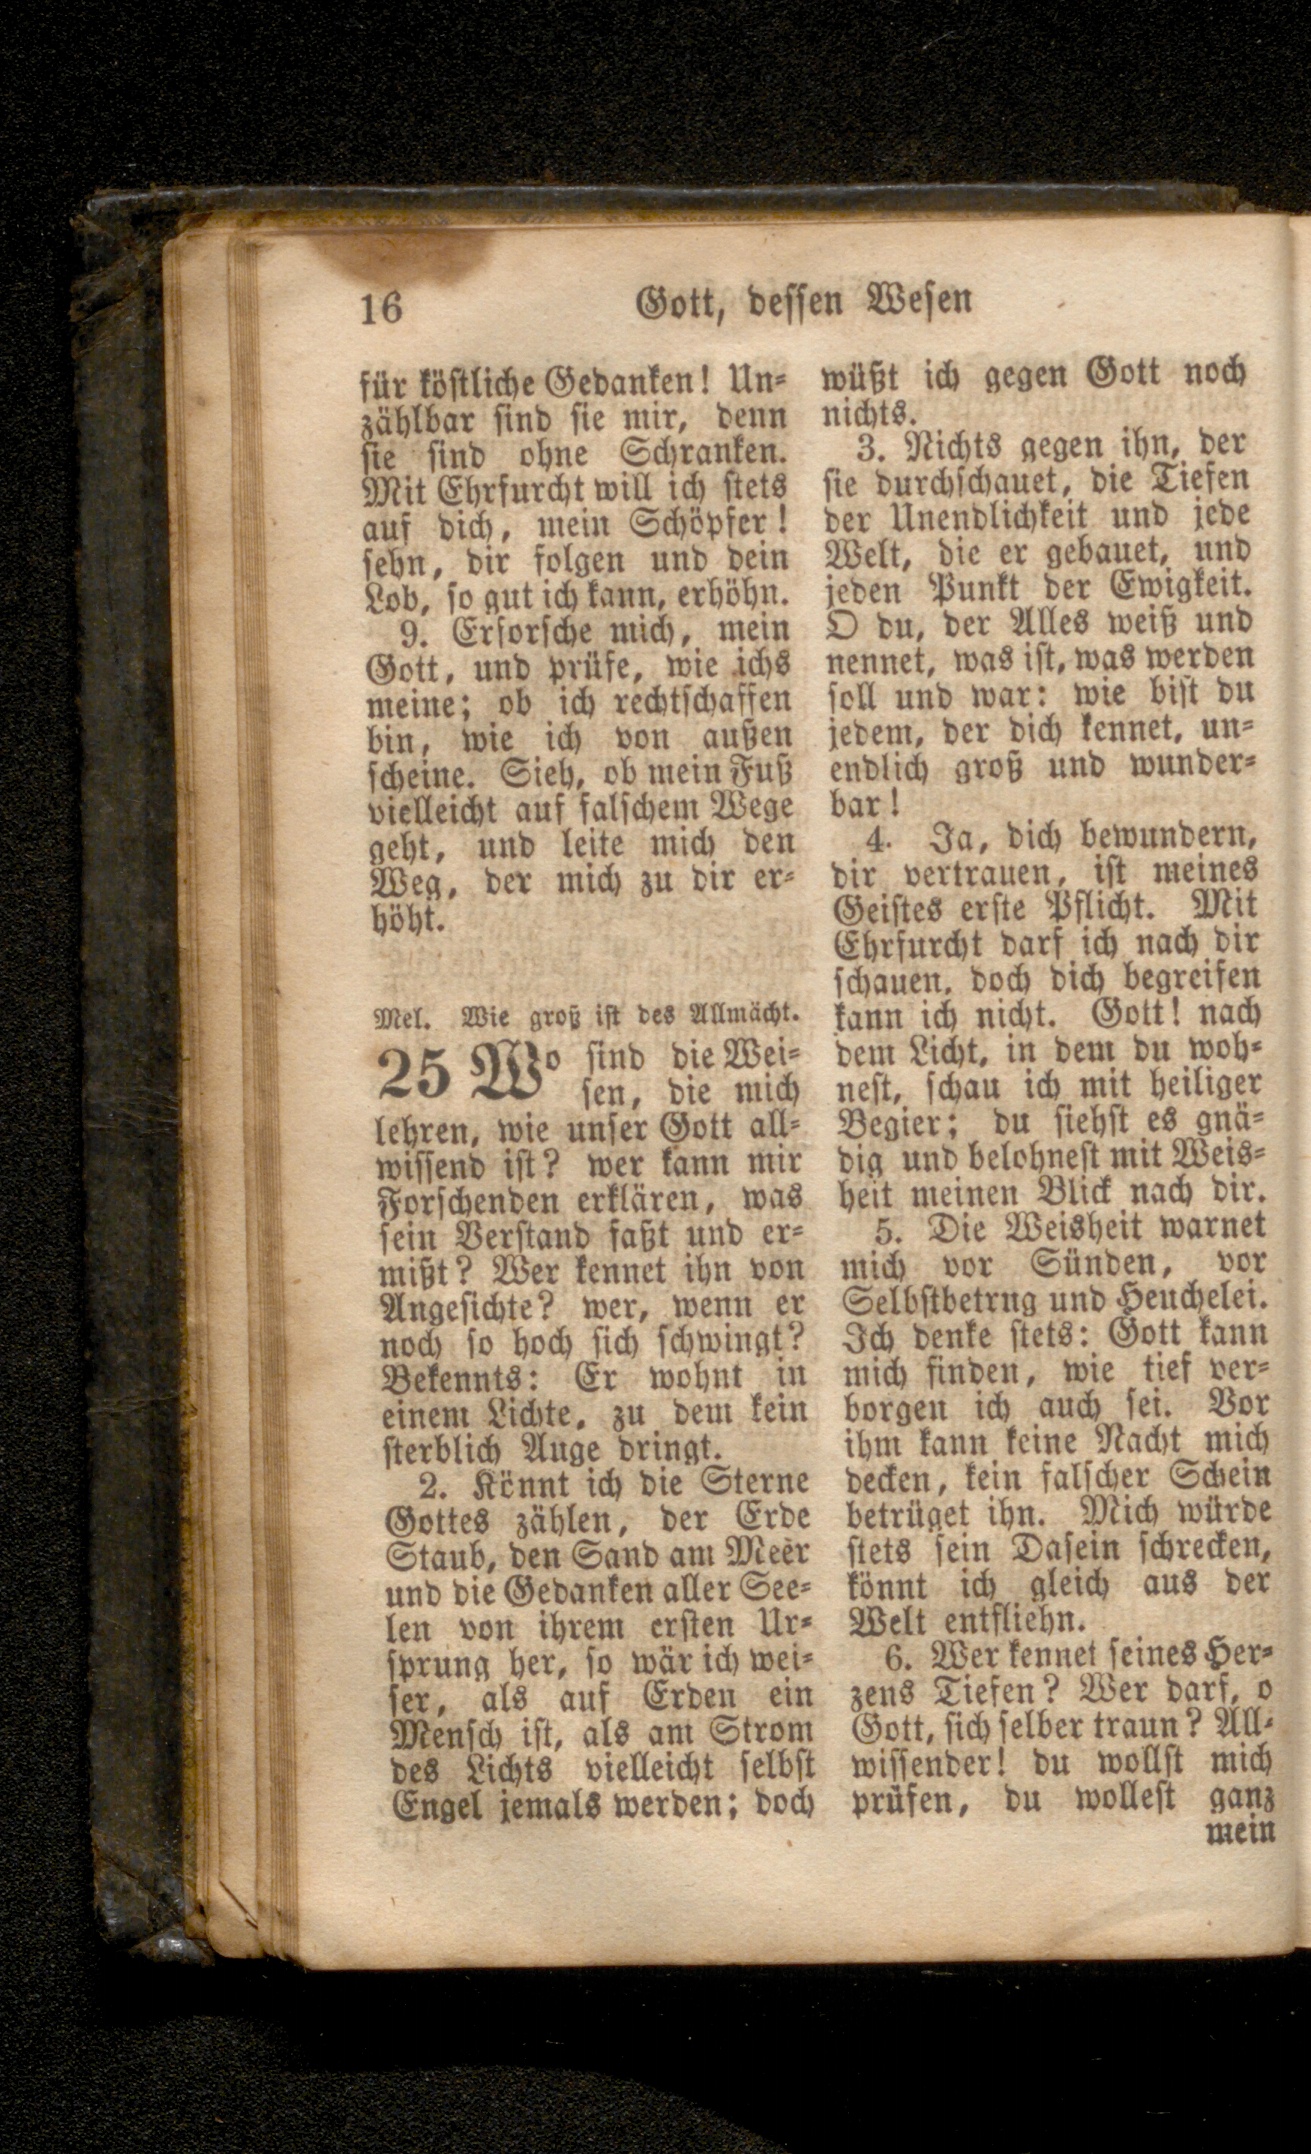 16
Gott, dessen Wesen
für köstliche Gedanken! Un-
zählbar sind sie mir, denn
sie sind ohne Schranken.
Mit Ehrfurcht will ich stets
auf dich, mein Schöpfer!
sehn, dir folgen und dein
Lob, so gut ich kann, erhöhn.
9. Erforsche mich, mein
Gott, und prüfe, wie ichs
meine; ob ich rechtschaffen
bin, wie ich von außen
scheine. Sieh, ob mein Fuß
vielleicht auf falschem Wege
geht, und leite mich den
Weg, der mich zu dir er-
höht.
Mel. Wie groß ist des Allmächt.
25 Wo sind die Wei-
sen, die mich
lehren, wie unser Gott all-
wissend ist? wer kann mir
Forschenden erklären, was
sein Verstand faßt und er-
mißt? Wer kennet ihn von
Angesichte? wer, wenn er
noch so hoch sich schwingt?
Bekennts: Er wohnt in
einem Lichte, zu dem kein
sterblich Auge dringt.
2. Könnt ich die Sterne
Gottes zählen, der Erde
Staub, den Sand am Meer
und die Gedanken aller See-
len von ihrem ersten Ur-
sprung her, so wär ich wei-
ser, als auf Erden ein
Mensch ist, als am Strom
des Lichts vielleicht selbst
Engel jemals werden; doch
wüßt ich gegen Gott noch
nichts.
3. Nichts gegen ihn, der
sie durchschauet, die Tiefen
der Unendlichkeit und jede
Welt, die er gebauet, und
jeden Punkt der Ewigkeit.
O du, der Alles weiß und
nennet, was ist, was werden
soll und war: wie bist du
jedem, der dich kennet, un-
endlich groß und wunder-
bar!
4. Ja, dich bewundern,
dir vertrauen, ist meines
Geistes erste Pflicht. Mit
Ehrfurcht darf ich nach dir
schauen, doch dich begreifen
kann ich nicht. Gott! nach
dem Licht, in dem du woh-
nest, schau ich mit heiliger
Begier; du siehst es gnä-
dig und belohnest mit Weis-
heit meinen Blick nach dir.
5. Die Weisheit warnet
mich vor Sünden, vor
Selbstbetrng und Heuchelei.
Ich denke stets: Gott kann
mich finden, wie tief ver-
borgen ich auch sei. Vor
ihm kann keine Nacht mich
decken, kein falscher Schein
betrüget ihn. Mich würde
stets sein Dasein schrecken,
könnt ich gleich aus der
Welt entfliehn.
6. Wer kennet seines Her-
zens Tiefen? Wer darf, o
Gott, sich selber traun? All-
wissender! du wollst mich
prüfen, du wollest ganz
mein